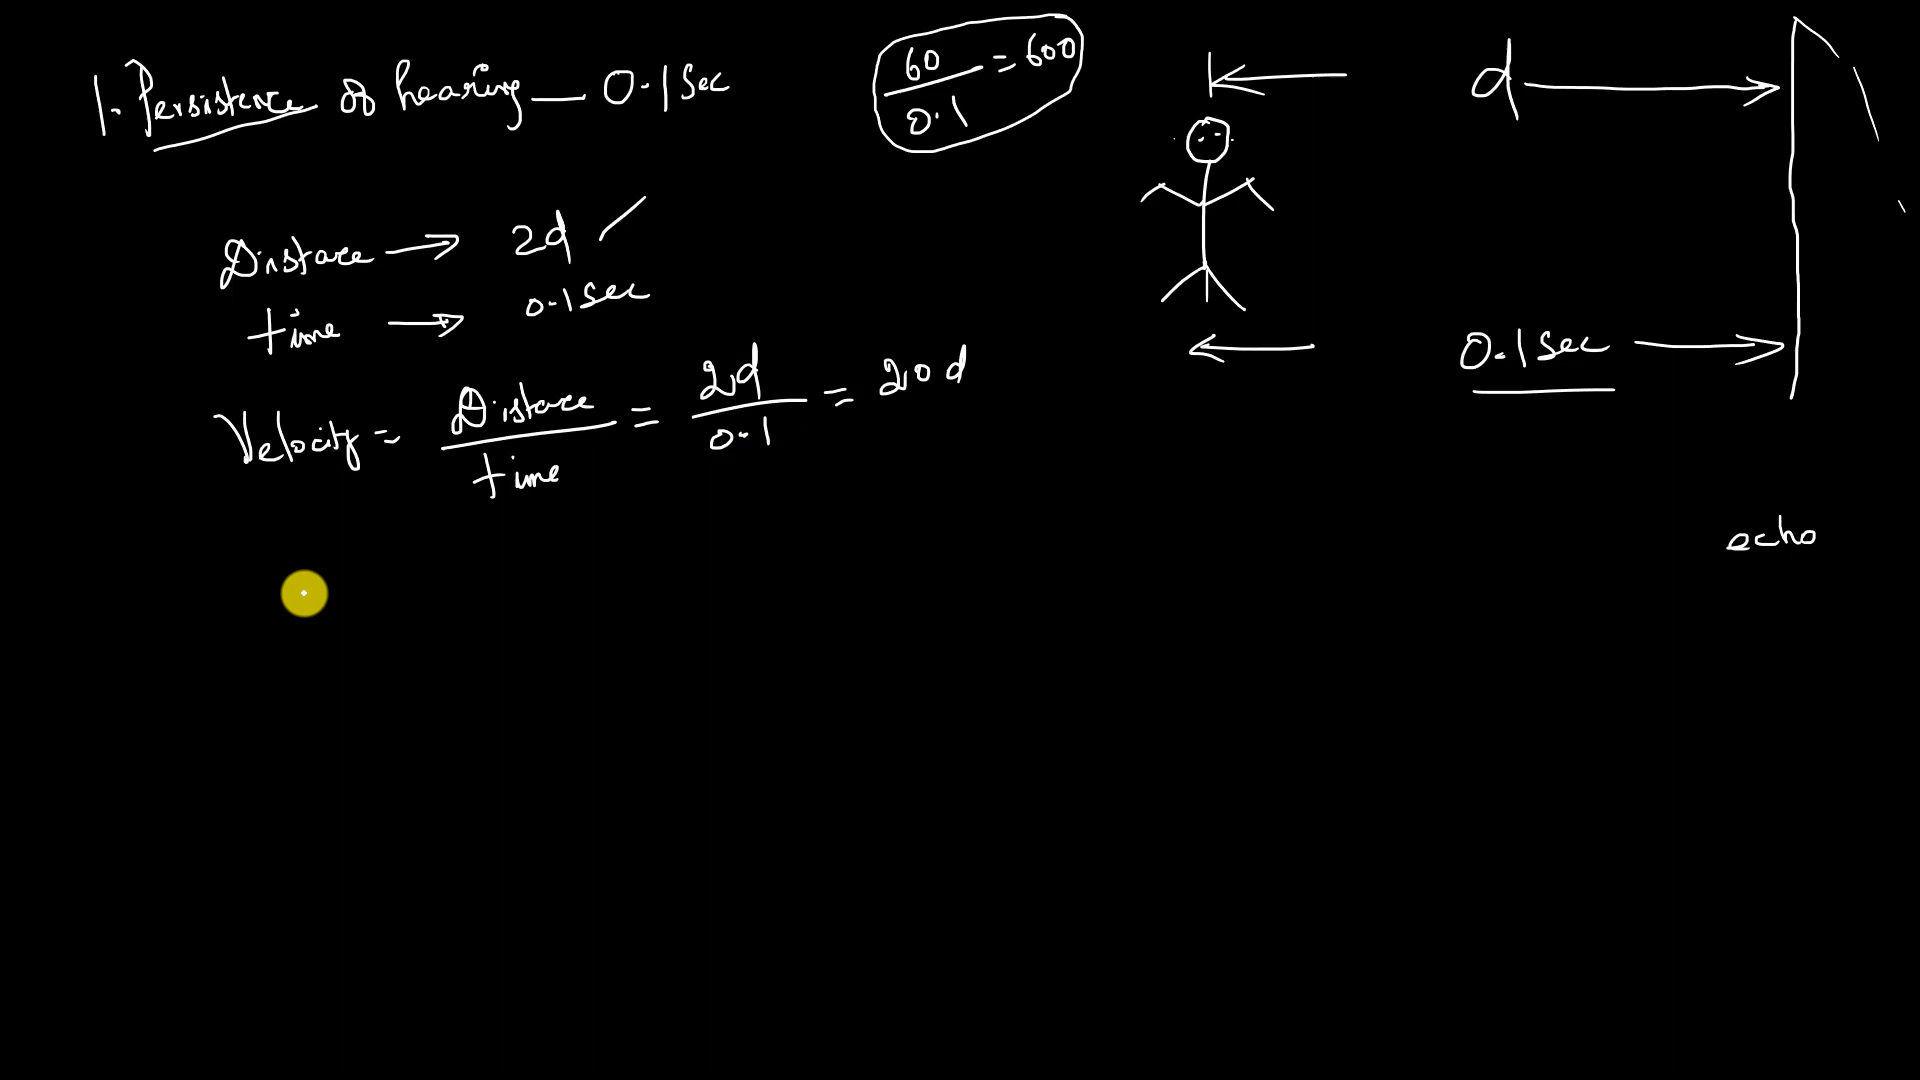 1. Persistence of hearing — 0.1 Sec
60/0.1 = 600
d
Distance → 2d
time → 0.1 sec
0.1 sec
Velocity = Distance/time = 2d/0.1 = 20d
echo